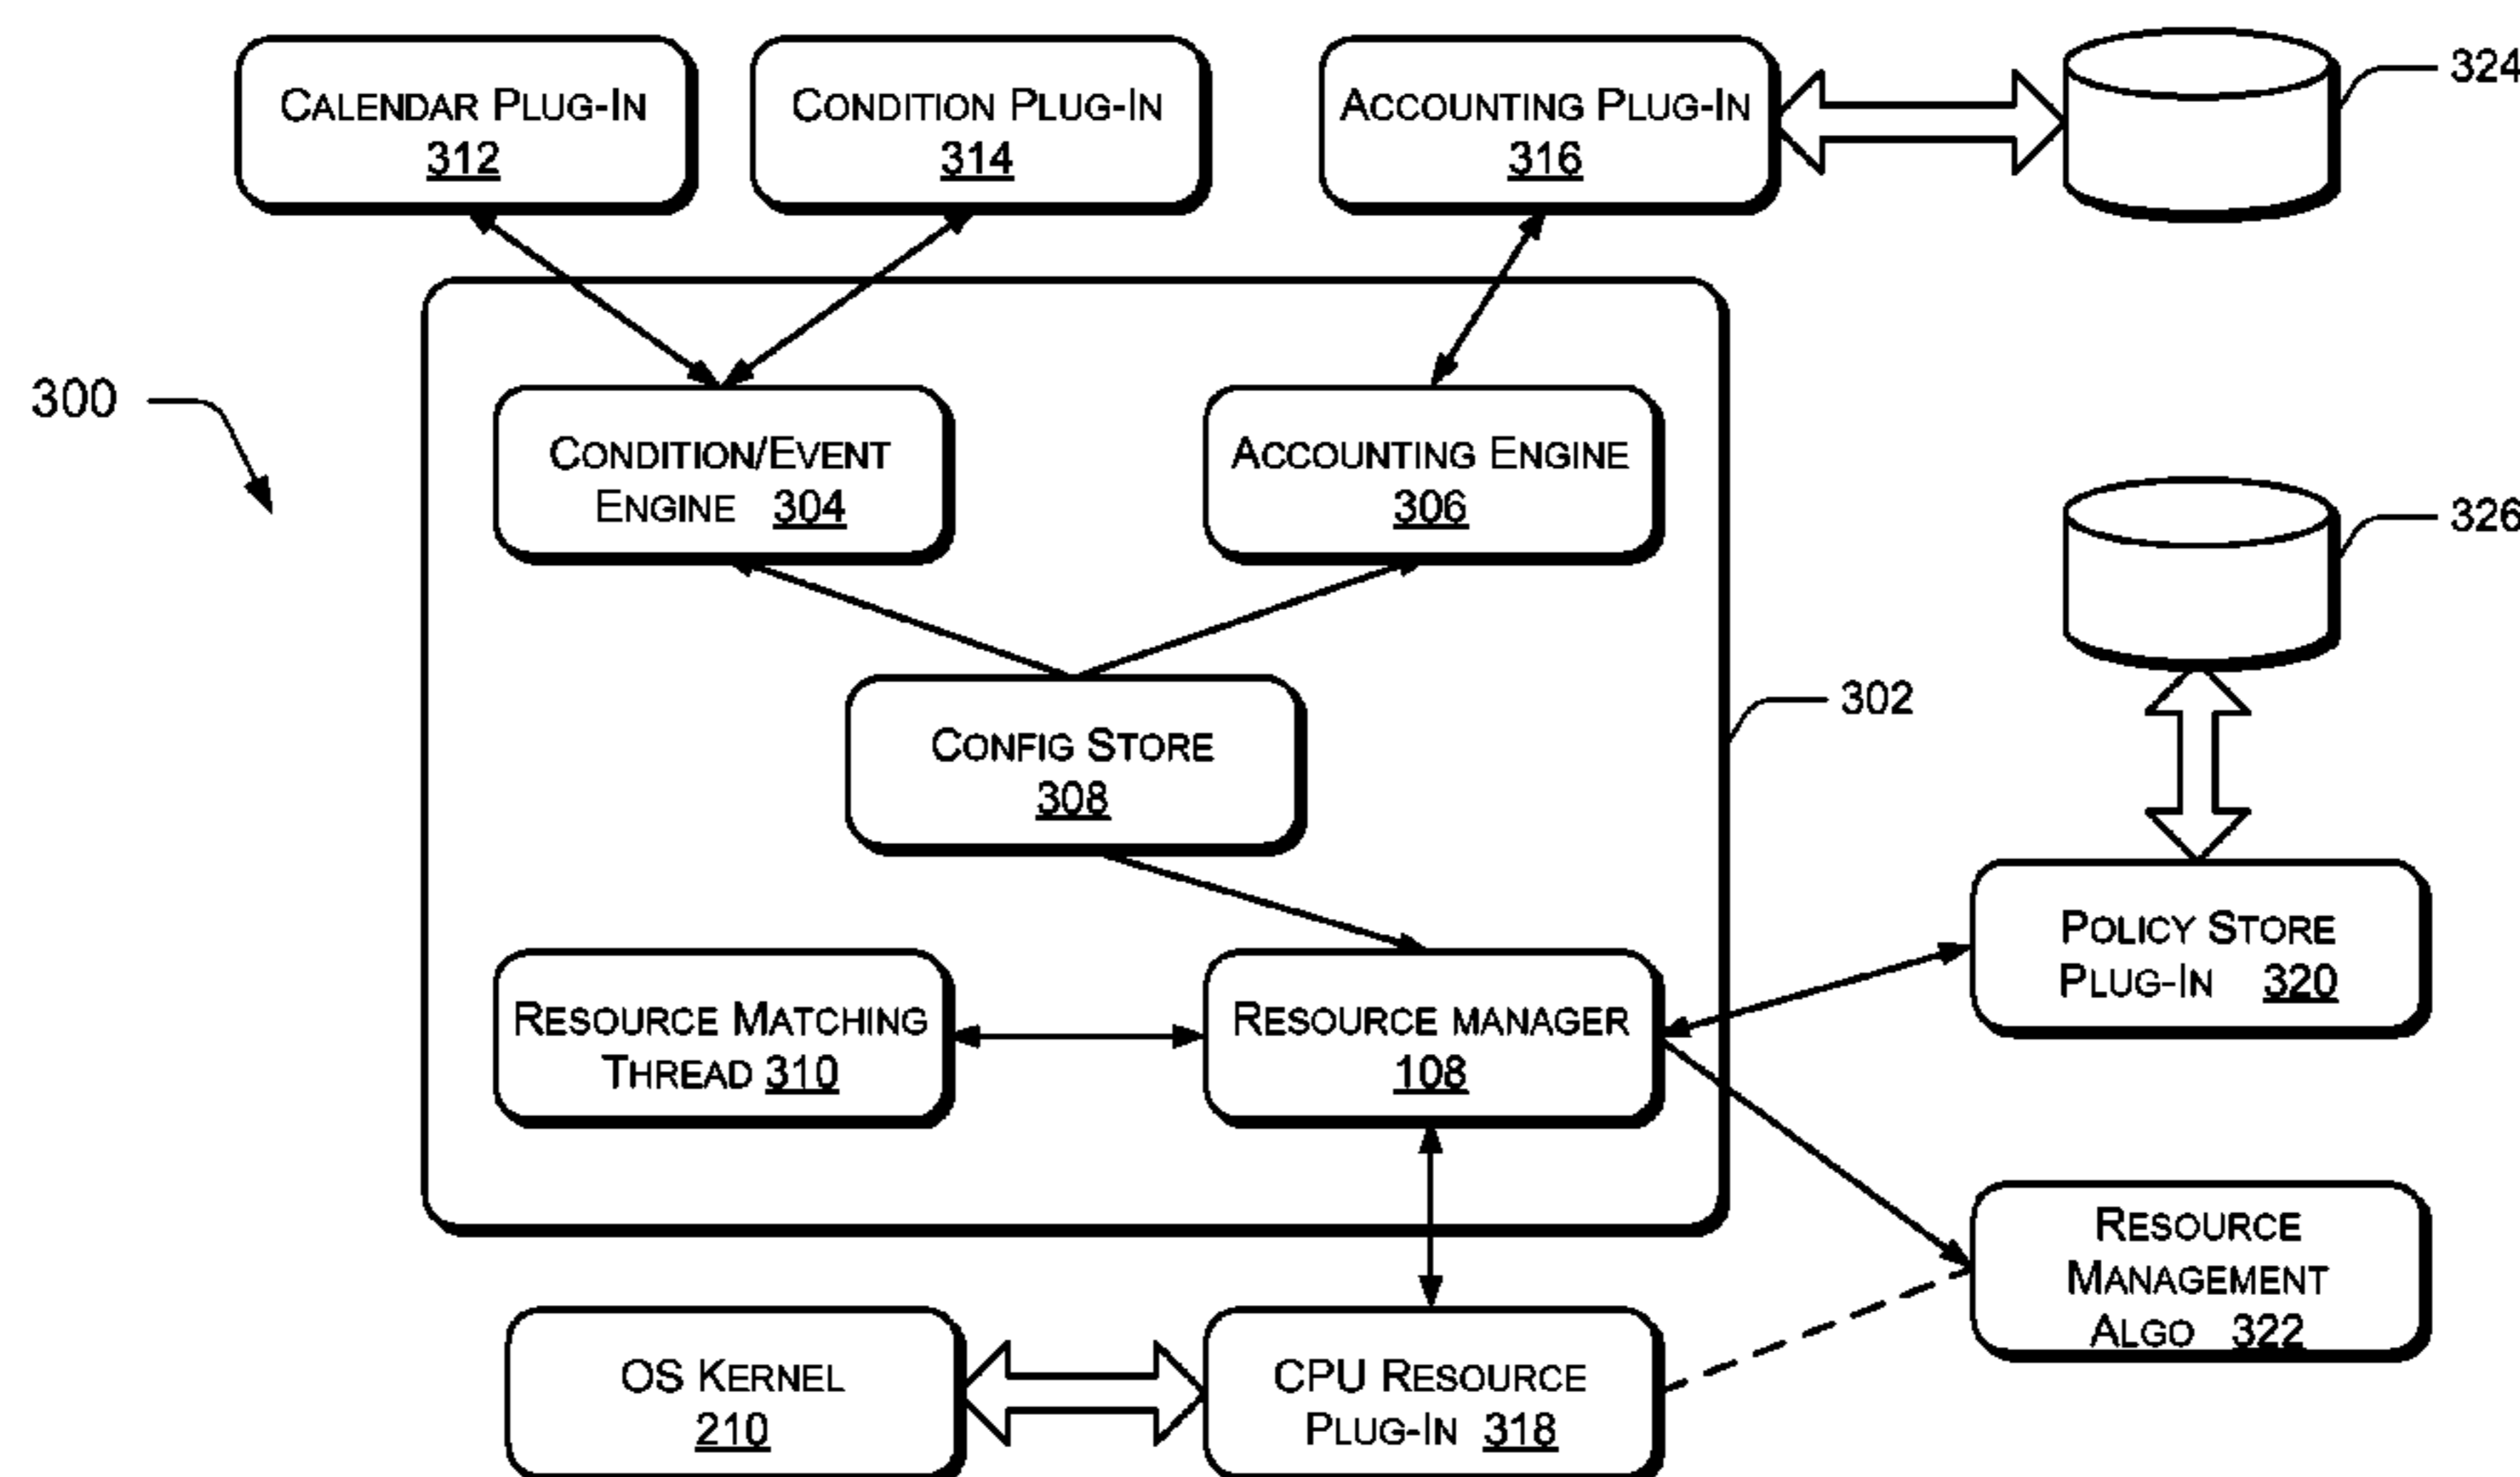 CALENDAR PLUG-IN
312
CONDITION PLUG-IN
314
ACCOUNTING PLUG-IN
316
324
300
CONDITION/EVENT
ENGINE 304
ACCOUNTING ENGINE
306
326
CONFIG STORE
308
302
POLICY STORE
PLUG-IN 320
RESOURCE MATCHING
THREAD 310
RESOURCE MANAGER
108
RESOURCE
MANAGEMENT
ALGO 322
OS KERNEL
210
CPU RESOURCE
PLUG-IN 318